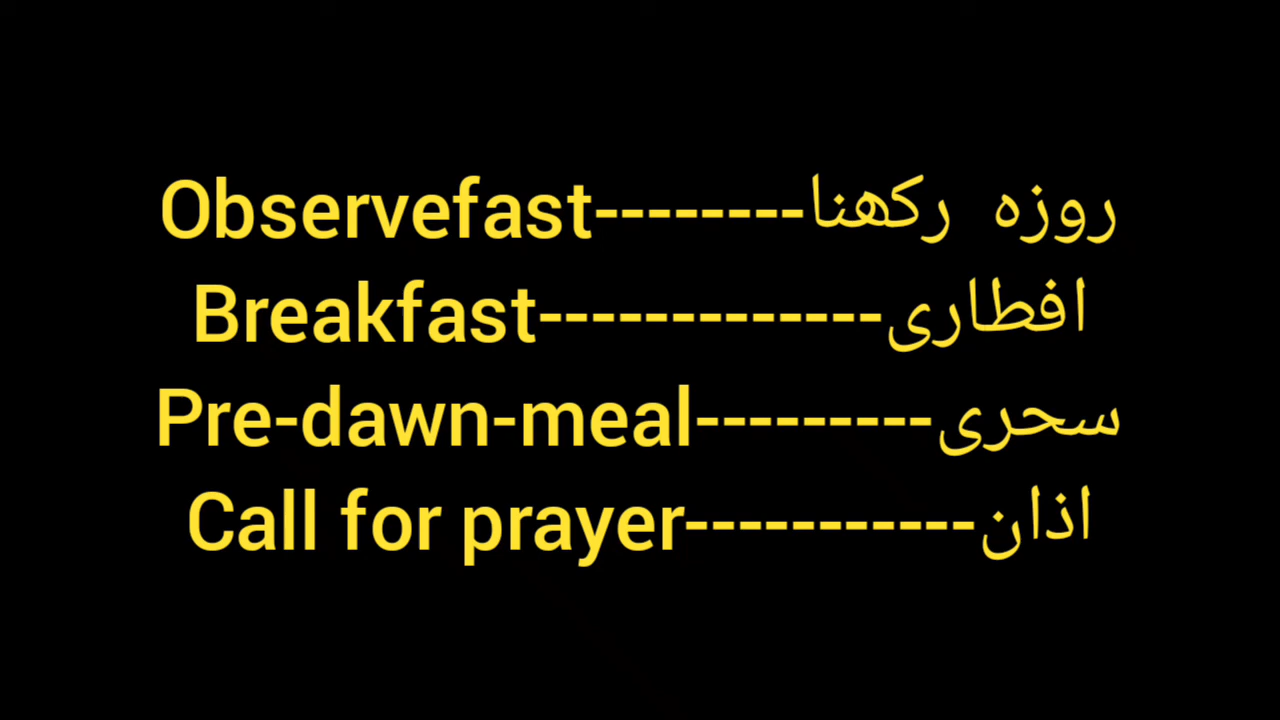 Observefast--------روزہ رکھنا
Breakfast-------------افطاری
Pre-dawn-meal---------سحری
Call for prayer-----------اذان